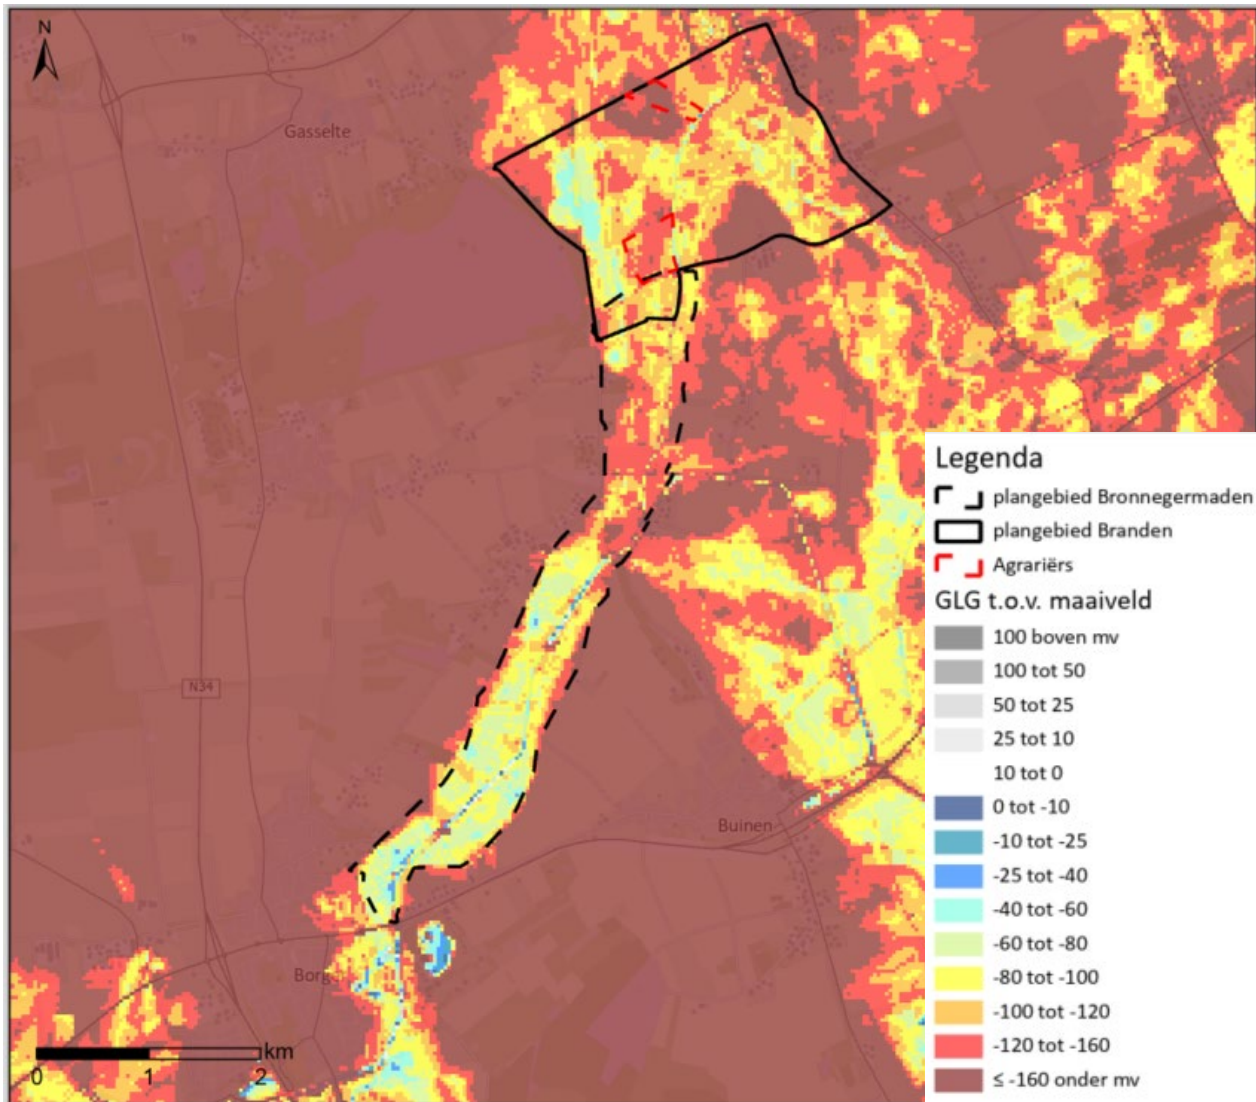 N
Gasselte
N34
Buinen
Borg
km
0 1 2
Legenda
plangebied Bronnegermaden
plangebied Branden
Agrariërs
GLG t.o.v. maaiveld
100 boven mv
100 tot 50
50 tot 25
25 tot 10
10 tot 0
0 tot -10
-10 tot -25
-25 tot -40
-40 tot -60
-60 tot -80
-80 tot -100
-100 tot -120
-120 tot -160
≤ -160 onder mv